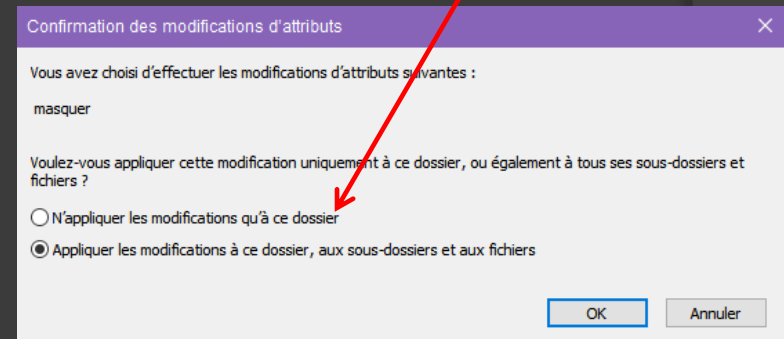 Confirmation des modifications d'attributs
Vous avez choisi d'effectuer les modifications d'attributs suivantes :
masquer
Voulez-vous appliquer cette modification uniquement à ce dossier, ou également à tous ses sous-dossiers et
fichiers ?
N'appliquer les modifications qu'à ce dossier
Appliquer les modifications à ce dossier, aux sous-dossiers et aux fichiers
OK Annuler